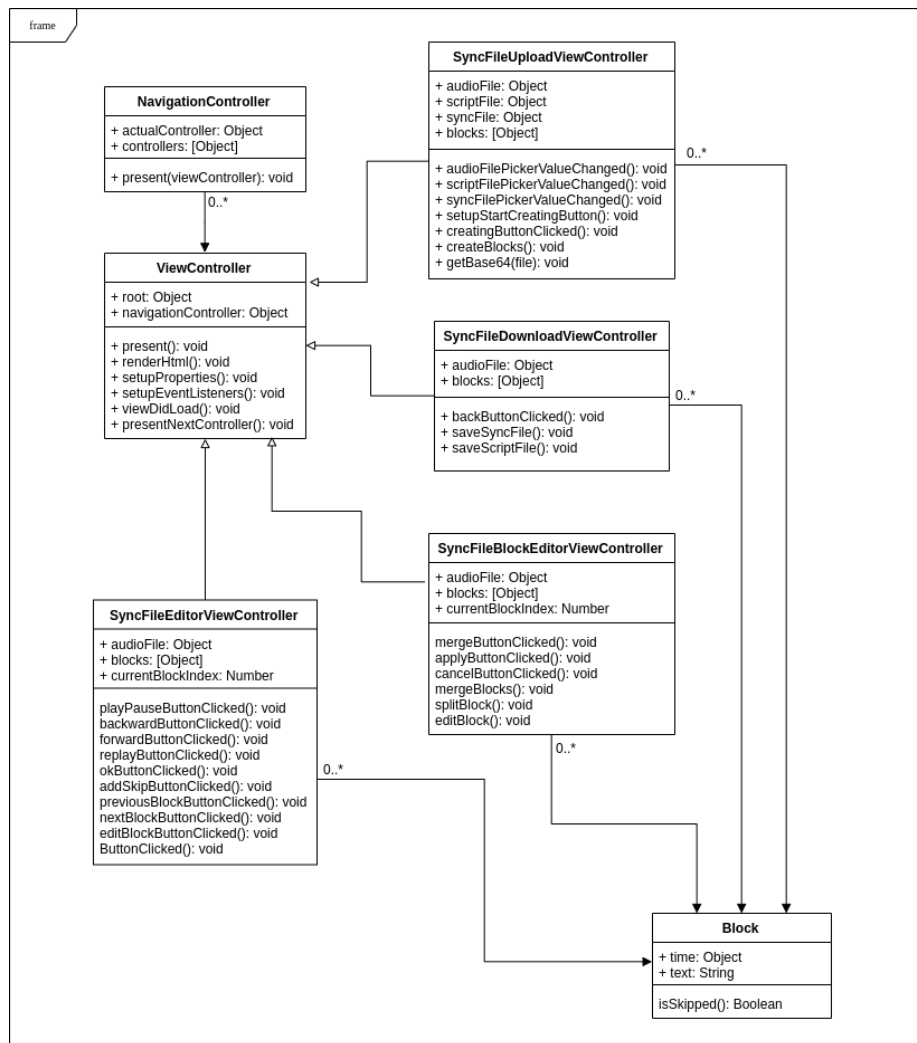 frame
NavigationController
+ actualController: Object
+ controllers: [Object]
+ present(viewController): void
0..*
ViewController
+ root: Object
+ navigationController: Object
+ present(): void
+ renderHtml(): void
+ setupProperties(): void
+ setupEventListeners(): void
+ viewDidLoad(): void
+ presentNextController(): void
SyncFileUploadViewController
+ audioFile: Object
+ scriptFile: Object
+ syncFile: Object
+ blocks: [Object]
+ audioFilePickerValueChanged(): void
+ scriptFilePickerValueChanged(): void
+ syncFilePickerValueChanged(): void
+ setupStartCreatingButton(): void
+ creatingButtonClicked(): void
+ createBlocks(): void
+ getBase64(file): void
0..*
SyncFileDownloadViewController
+ audioFile: Object
+ blocks: [Object]
+ backButtonClicked(): void
+ saveSyncFile(): void
+ saveScriptFile(): void
0..*
SyncFileBlockEditorViewController
+ audioFile: Object
+ blocks: [Object]
+ currentBlockIndex: Number
mergeButtonClicked(): void
applyButtonClicked(): void
cancelButtonClicked(): void
mergeBlocks(): void
splitBlock(): void
editBlock(): void
0..*
SyncFileEditorViewController
+ audioFile: Object
+ blocks: [Object]
+ currentBlockIndex: Number
playPauseButtonClicked(): void
backwardButtonClicked(): void
forwardButtonClicked(): void
replayButtonClicked(): void
okButtonClicked(): void
addSkipButtonClicked(): void
previousBlockButtonClicked(): void
nextBlockButtonClicked(): void
editBlockButtonClicked(): void
ButtonClicked(): void
0..*
Block
+ time: Object
+ text: String
isSkipped(): Boolean